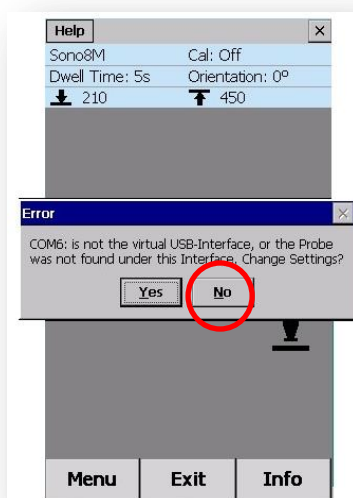 Help
Sono8M Cal: Off
Dwell Time: 5s Orientation: 0º
210 450
Error
COM6: is not the virtual USB-Interface, or the Probe
was not found under this Interface. Change Settings?
Yes No
Menu Exit Info